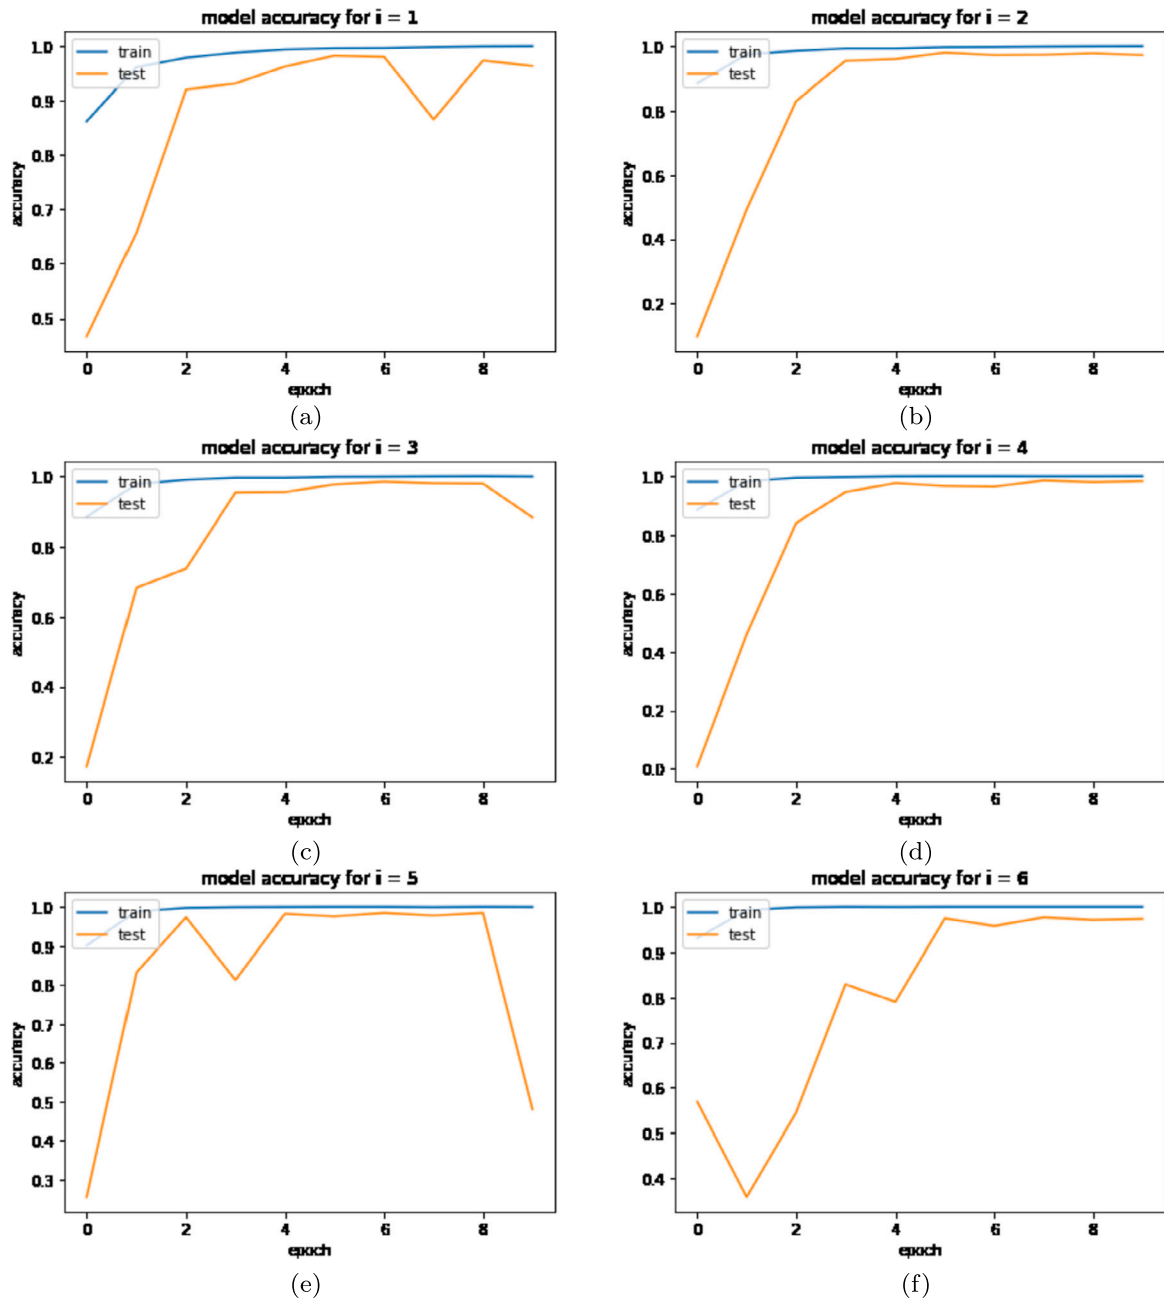 model accuracy for i = 1
train
test
1.0
0.9
0.8
0.7
0.6
0.5
accuracy
0 2 4 6 8
epoch
(a)
model accuracy for i = 2
train
test
1.0
0.8
0.6
0.4
0.2
accuracy
0 2 4 6 8
epoch
(b)
model accuracy for i = 3
train
test
1.0
0.8
0.6
0.4
0.2
accuracy
0 2 4 6 8
epoch
(c)
model accuracy for i = 4
train
test
1.0
0.8
0.6
0.4
0.2
0.0
accuracy
0 2 4 6 8
epoch
(d)
model accuracy for i = 5
train
test
1.0
0.9
0.8
0.7
0.6
0.5
0.4
0.3
accuracy
0 2 4 6 8
epoch
(e)
model accuracy for i = 6
train
test
1.0
0.9
0.8
0.7
0.6
0.5
0.4
accuracy
0 2 4 6 8
epoch
(f)